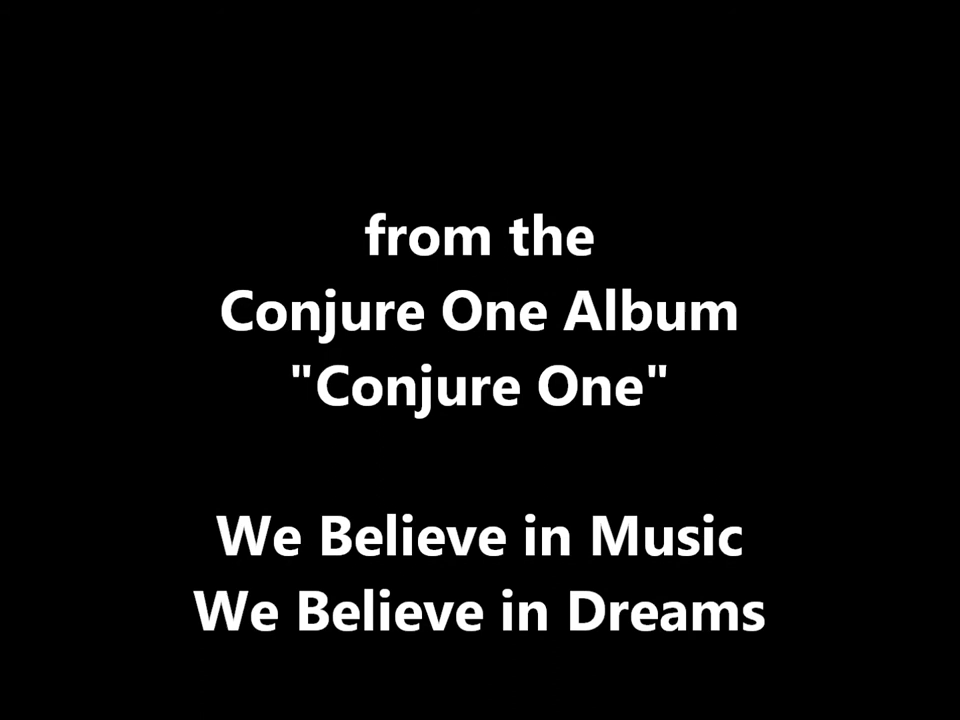 from the
Conjure One Album
"Conjure One"
We Believe in Music
We Believe in Dreams